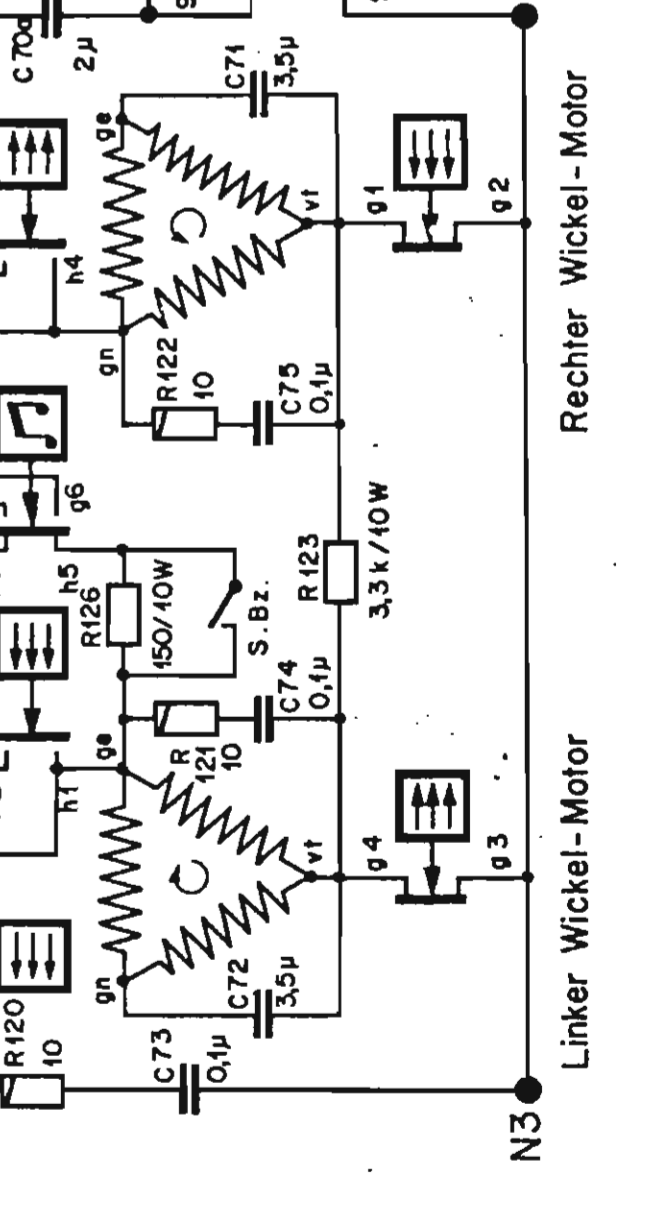 C70a
2µ
C71
3,5µ
ge
vt
g1
g2
h4
gn
R122
10
C75
0,1µ
Rechter Wickel-Motor
g6
h5
R126
150/10W
S.Bz.
R123
3,3k/10W
C74
0,1µ
R
121
10
ge
h1
vt
g4
g3
gn
C72
3,5µ
Linker Wickel-Motor
R120
10
C73
0,1µ
N3